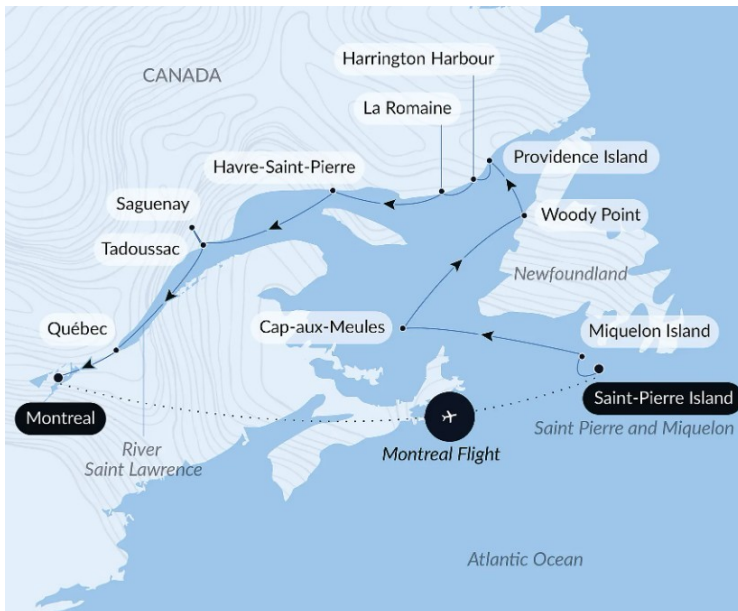 Harrington Harbour
CANADA
La Romaine
Providence Island
Havre-Saint-Pierre
Saguenay
Woody Point
Tadoussac
Newfoundland
Québec
Cap-aux-Meules
Miquelon Island
Saint-Pierre Island
Montreal
Saint Pierre and Miquelon
River
Saint Lawrence
Montreal Flight
Atlantic Ocean